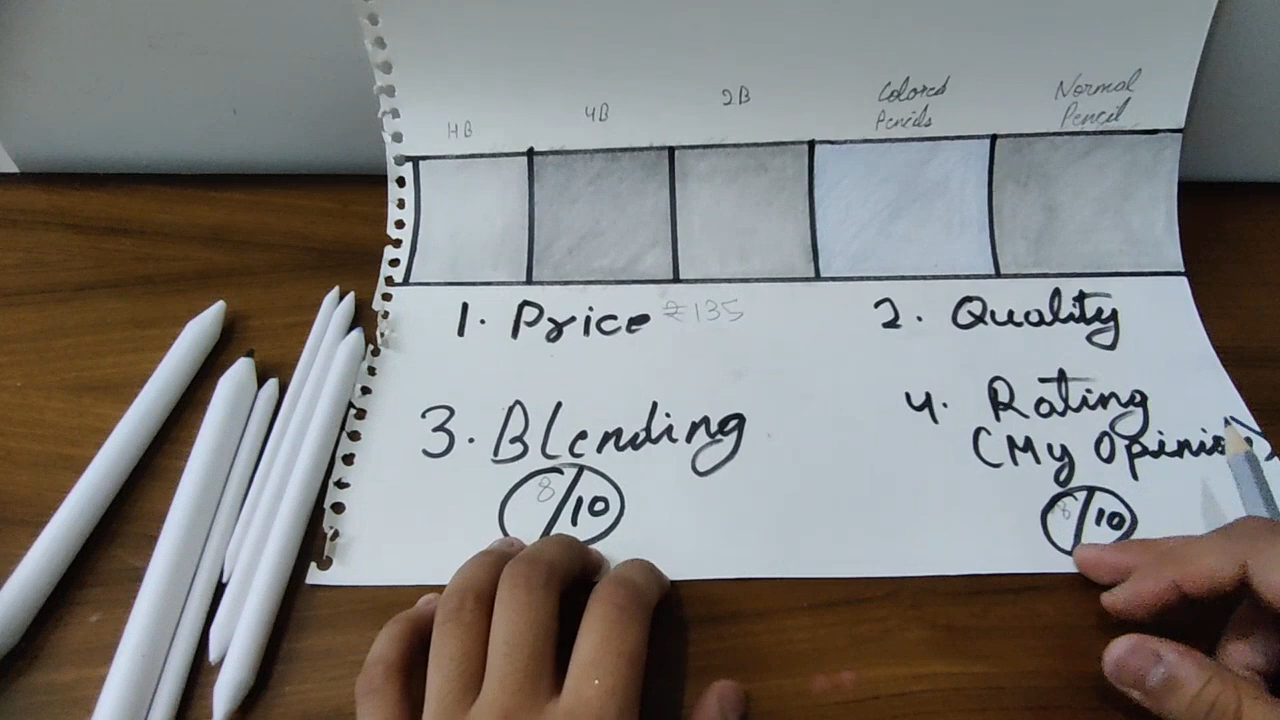 HB
4B
2B
Colored
Pencils
Normal
Pencil
1. Price ₹135
2. Quality
3. Blending
8/10
4. Rating
(My Opinion)
8/10